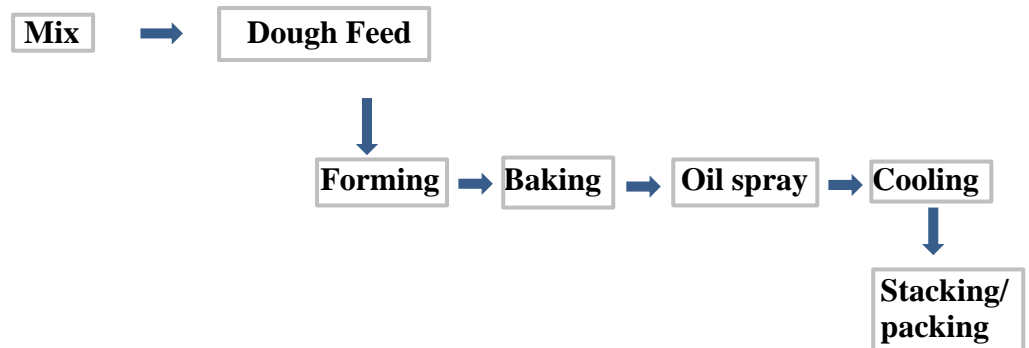 Mix
Dough Feed
Forming
Baking
Oil spray
Cooling
Stacking/
packing